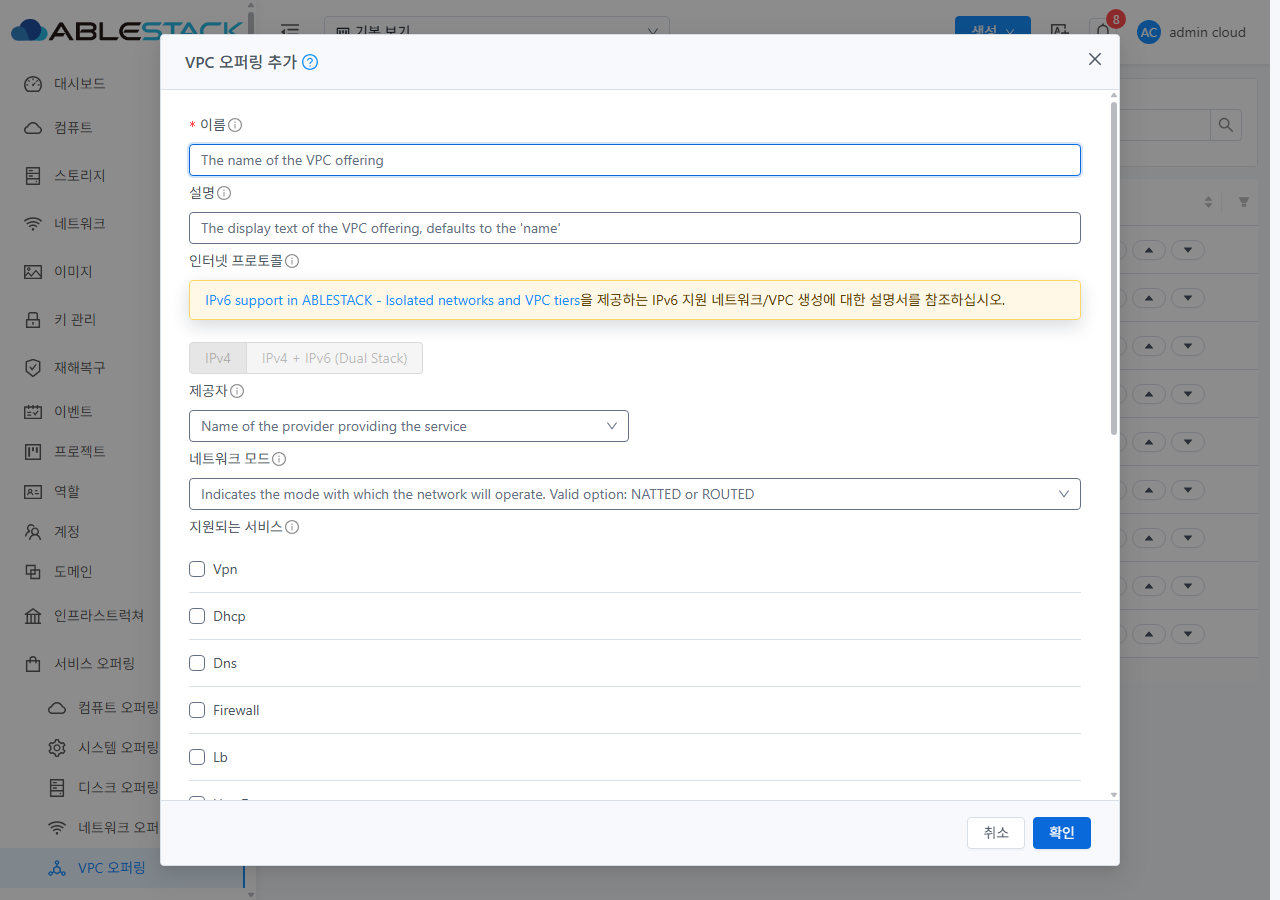 ABLESTACK
기본 보기
생성
8
AC admin cloud
대시보드
컴퓨트
스토리지
네트워크
이미지
키 관리
재해복구
이벤트
프로젝트
역할
계정
도메인
인프라스트럭쳐
서비스 오퍼링
컴퓨트 오퍼링
시스템 오퍼링
디스크 오퍼링
네트워크 오퍼
VPC 오퍼링
VPC 오퍼링 추가
* 이름
The name of the VPC offering
설명
The display text of the VPC offering, defaults to the 'name'
인터넷 프로토콜
IPv6 support in ABLESTACK - Isolated networks and VPC tiers을 제공하는 IPv6 지원 네트워크/VPC 생성에 대한 설명서를 참조하십시오.
IPv4 IPv4 + IPv6 (Dual Stack)
제공자
Name of the provider providing the service
네트워크 모드
Indicates the mode with which the network will operate. Valid option: NATTED or ROUTED
지원되는 서비스
Vpn
Dhcp
Dns
Firewall
Lb
취소 확인